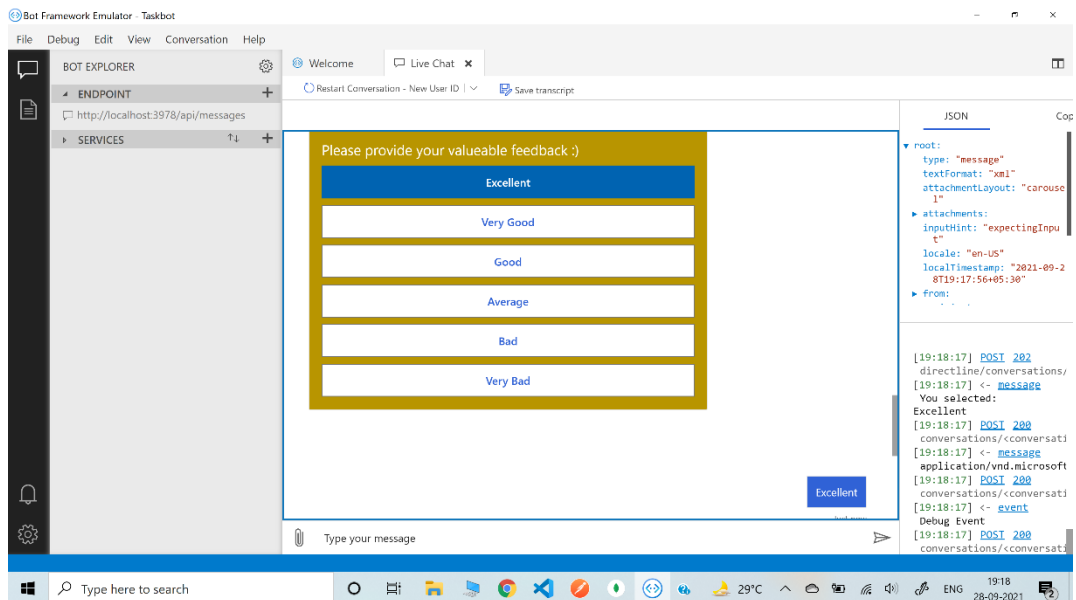 Bot Framework Emulator - Taskbot
File Debug Edit View Conversation Help
BOT EXPLORER
ENDPOINT
http://localhost:3978/api/messages
SERVICES
Welcome
Live Chat
Restart Conversation - New User ID
Save transcript
Please provide your valueable feedback :)
Excellent
Very Good
Good
Average
Bad
Very Bad
Excellent
Type your message
JSON
Cop
root:
type: "message"
textFormat: "xml"
attachmentLayout: "carouse
l"
attachments:
inputHint: "expectingInpu
t"
locale: "en-US"
localTimestamp: "2021-09-2
8T19:17:56+05:30"
from:
[19:18:17] POST 202
directline/conversations/
[19:18:17] <- message
You selected:
Excellent
[19:18:17] POST 200
conversations/<conversati
[19:18:17] <- message
application/vnd.microsoft
[19:18:17] POST 200
conversations/<conversati
[19:18:17] <- event
Debug Event
[19:18:17] POST 200
conversations/<conversati
Type here to search
29°C
ENG
19:18
28-09-2021
2